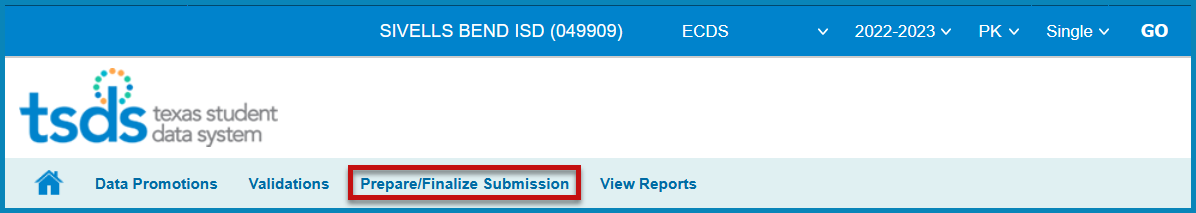 SIVELLS BEND ISD (049909) ECDS 2022-2023 PK Single GO
tsds texas student
data system
Data Promotions Validations Prepare/Finalize Submission View Reports